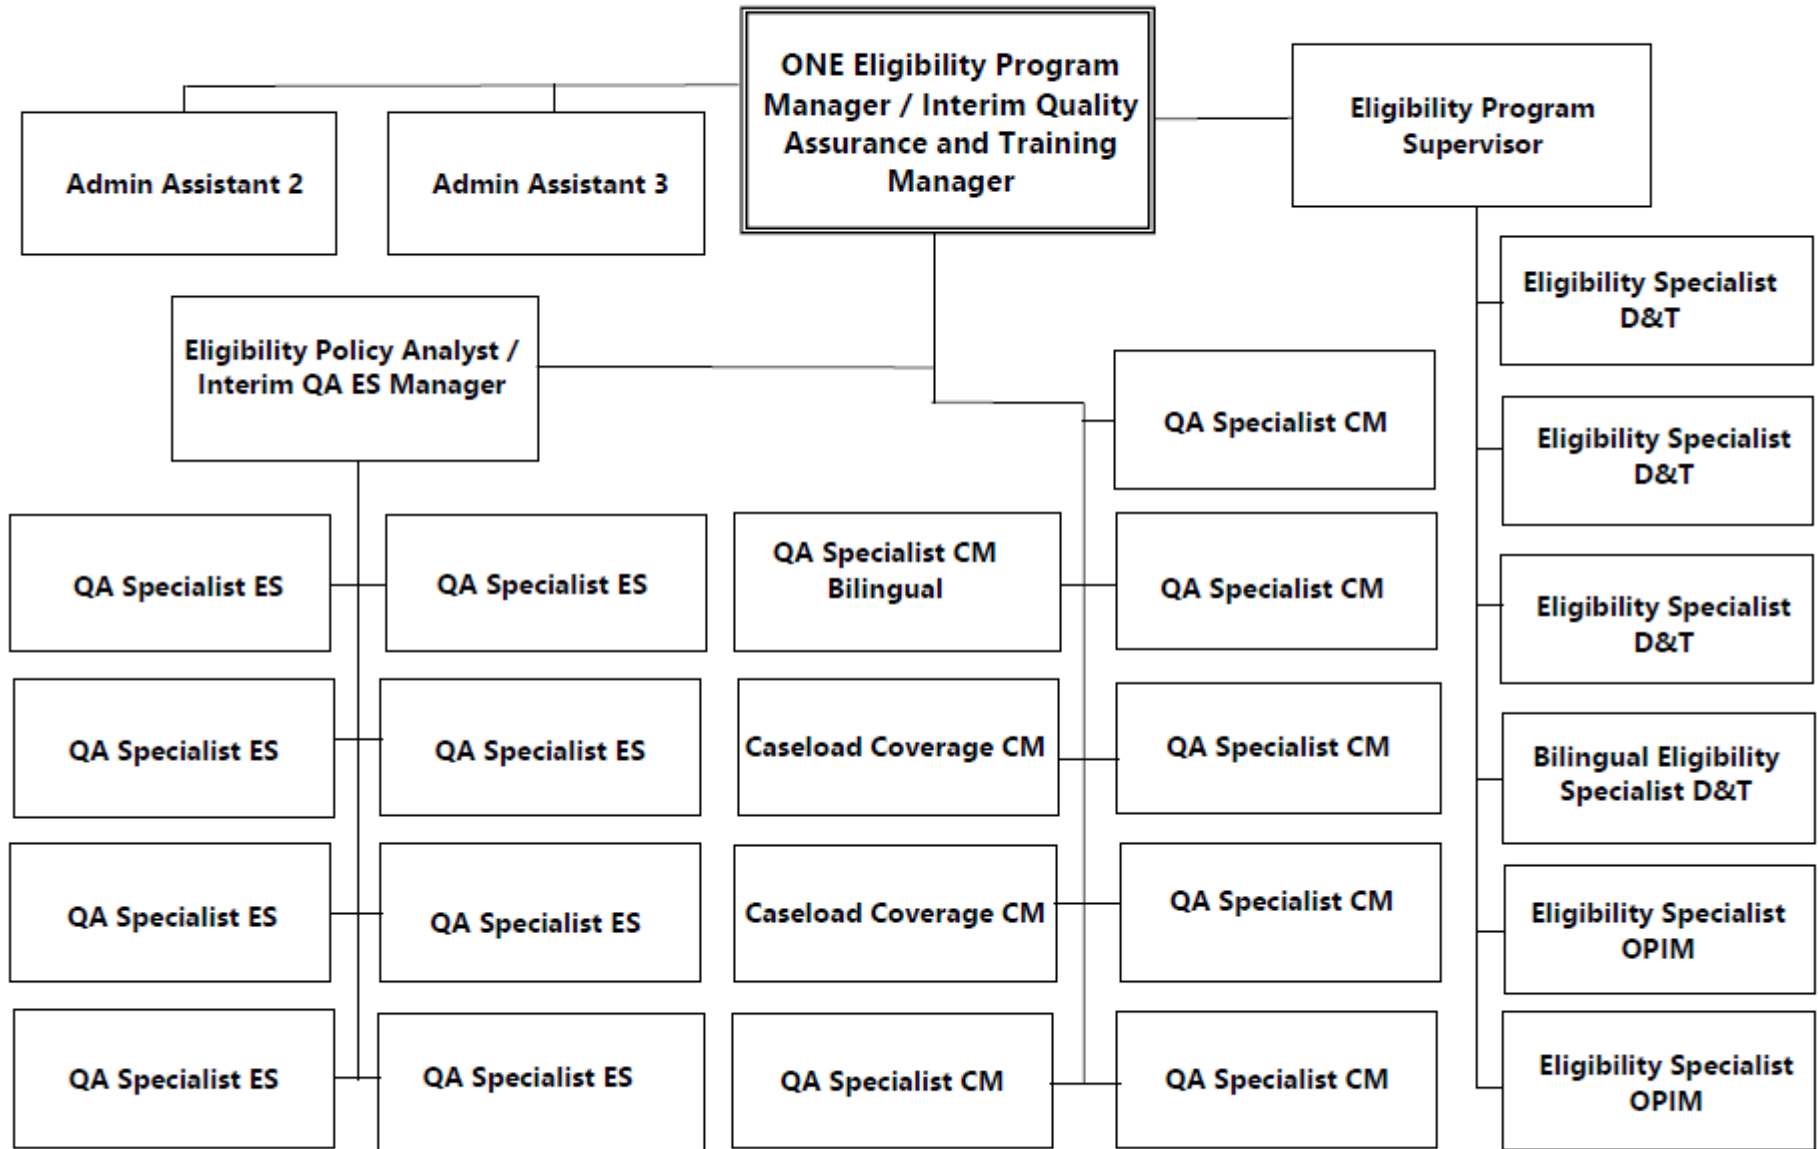 ONE Eligibility Program
Manager / Interim Quality
Assurance and Training
Manager
Eligibility Program
Supervisor
Admin Assistant 2
Admin Assistant 3
Eligibility Policy Analyst /
Interim QA ES Manager
QA Specialist ES
QA Specialist ES
QA Specialist ES
QA Specialist ES
QA Specialist ES
QA Specialist ES
QA Specialist ES
QA Specialist ES
QA Specialist CM
QA Specialist CM
Bilingual
QA Specialist CM
Caseload Coverage CM
QA Specialist CM
Caseload Coverage CM
QA Specialist CM
QA Specialist CM
QA Specialist CM
Eligibility Specialist
D&T
Eligibility Specialist
D&T
Eligibility Specialist
D&T
Bilingual Eligibility
Specialist D&T
Eligibility Specialist
OPIM
Eligibility Specialist
OPIM